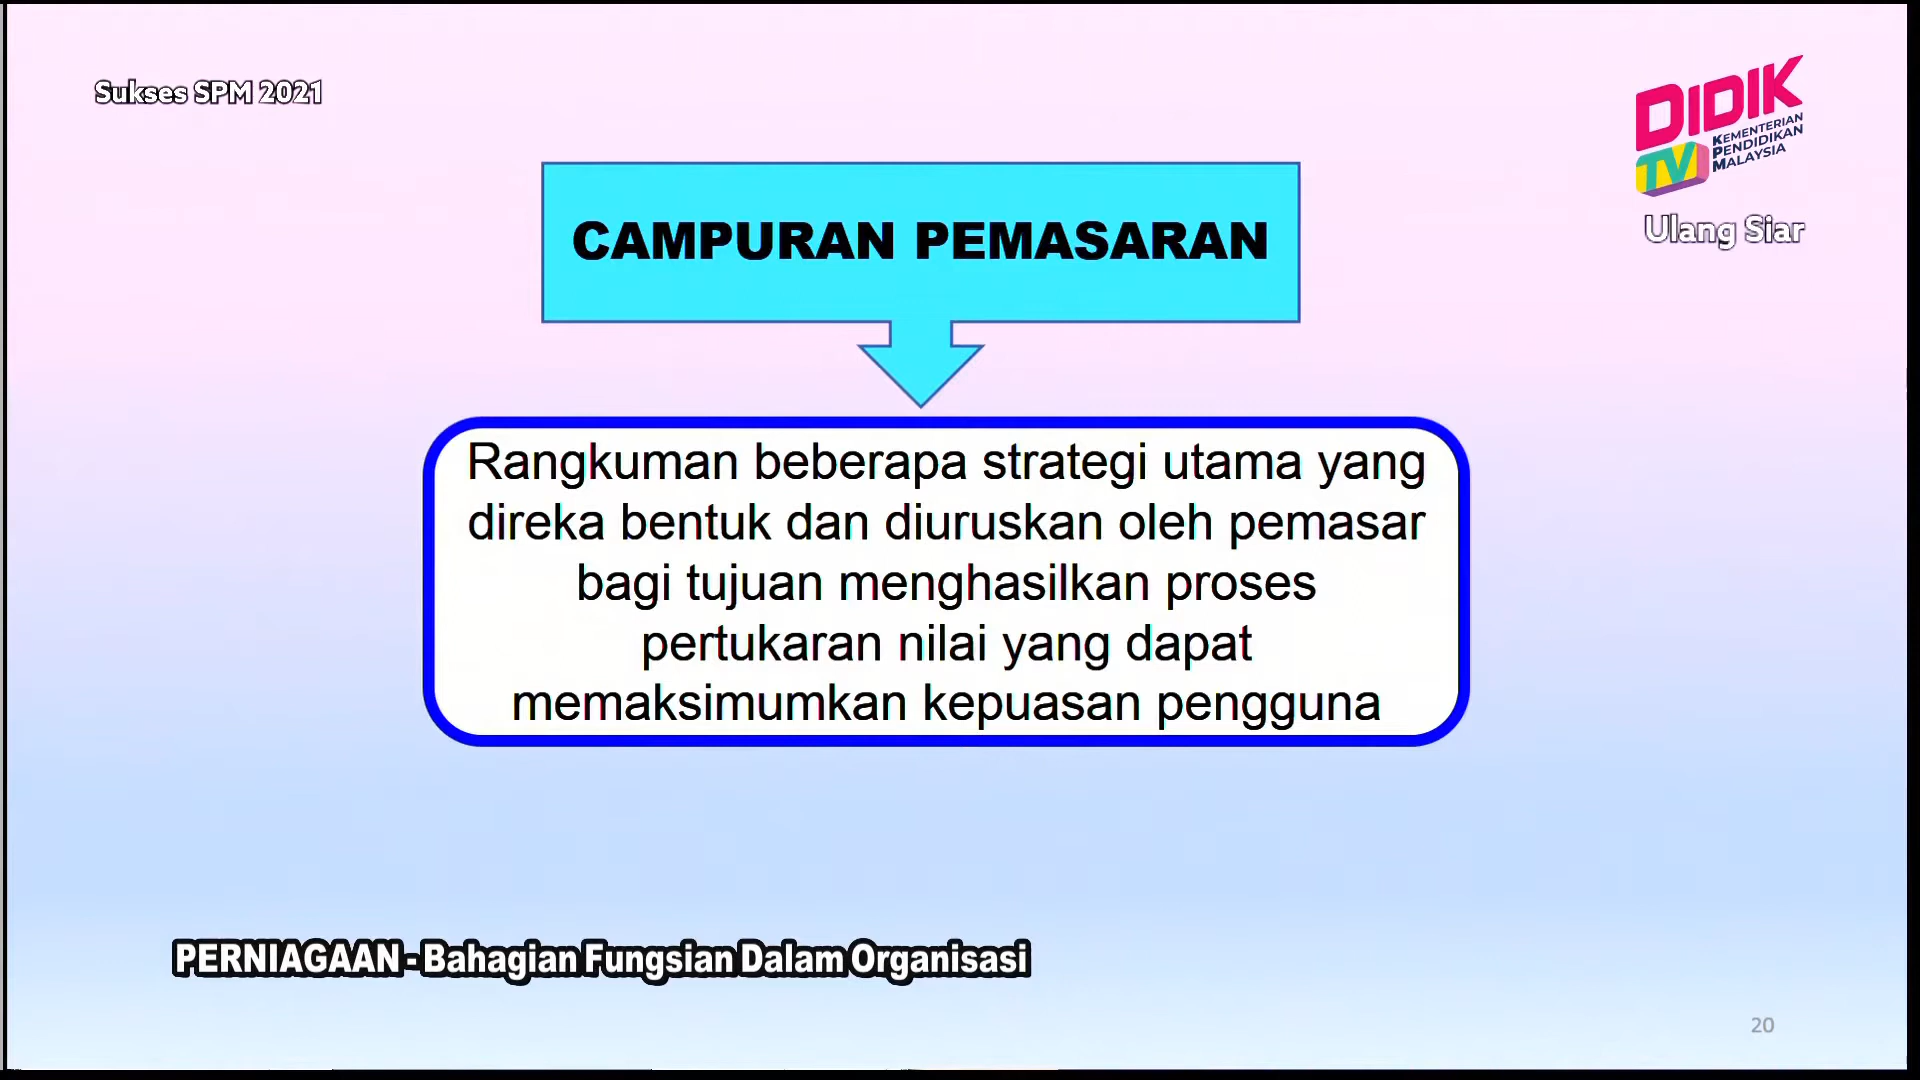 Sukses SPM 2021
DIDIK
TV
KEMENTERIAN
PENDIDIKAN
MALAYSIA
Ulang Siar
CAMPURAN PEMASARAN
Rangkuman beberapa strategi utama yang
direka bentuk dan diuruskan oleh pemasar
bagi tujuan menghasilkan proses
pertukaran nilai yang dapat
memaksimumkan kepuasan pengguna
PERNIAGAAN - Bahagian Fungsian Dalam Organisasi
20